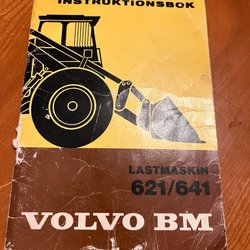 INSTRUKTIONSBOK
LASTMASKIN
621/641
VOLVO BM